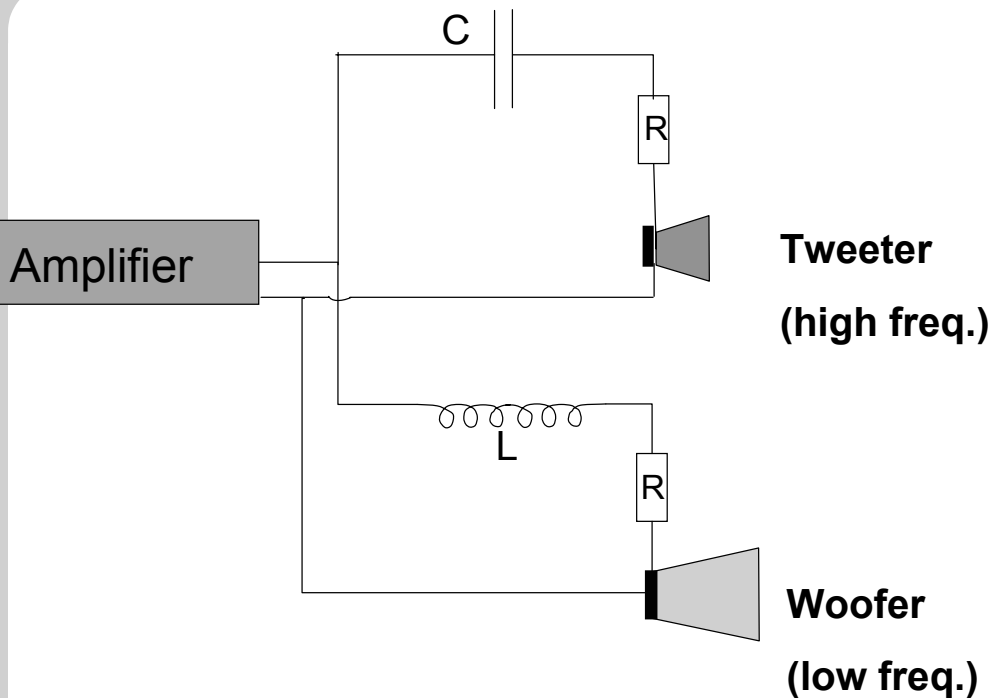 C
R
Amplifier
Tweeter
(high freq.)
L
R
Woofer
(low freq.)